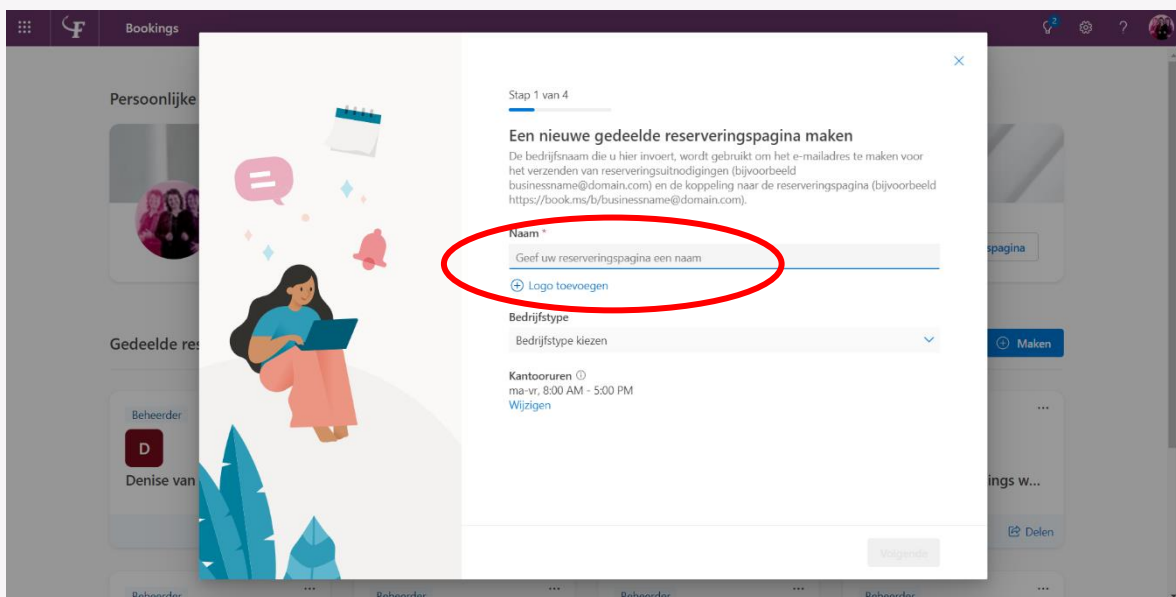 Bookings
2
?
Persoonlijke
spagina
Gedeelde res
Maken
Beheerder
D
Denise van
ings w...
Delen
Beheerder
Beheerder
Beheerder
Beheerder
Stap 1 van 4
Een nieuwe gedeelde reserveringspagina maken
De bedrijfsnaam die u hier invoert, wordt gebruikt om het e-mailadres te maken voor
het verzenden van reserveringsuitnodigingen (bijvoorbeeld
businessname@domain.com) en de koppeling naar de reserveringspagina (bijvoorbeeld
https://book.ms/b/businessname@domain.com).
Naam *
Geef uw reserveringspagina een naam
Logo toevoegen
Bedrijfstype
Bedrijfstype kiezen
Kantooruren
ma-vr, 8:00 AM - 5:00 PM
Wijzigen
Volgende